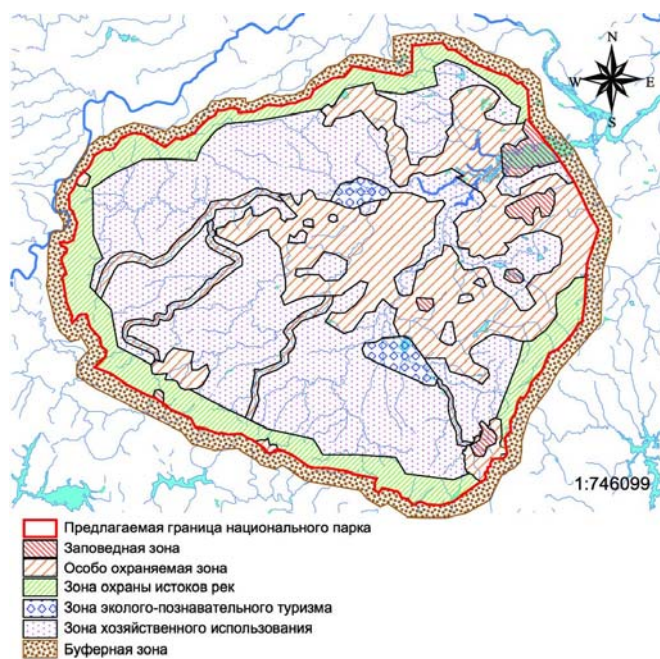 N
W E
S
1:746099
Предлагаемая граница национального парка
Заповедная зона
Особо охраняемая зона
Зона охраны истоков рек
Зона эколого-познавательного туризма
Зона хозяйственного использования
Буферная зона